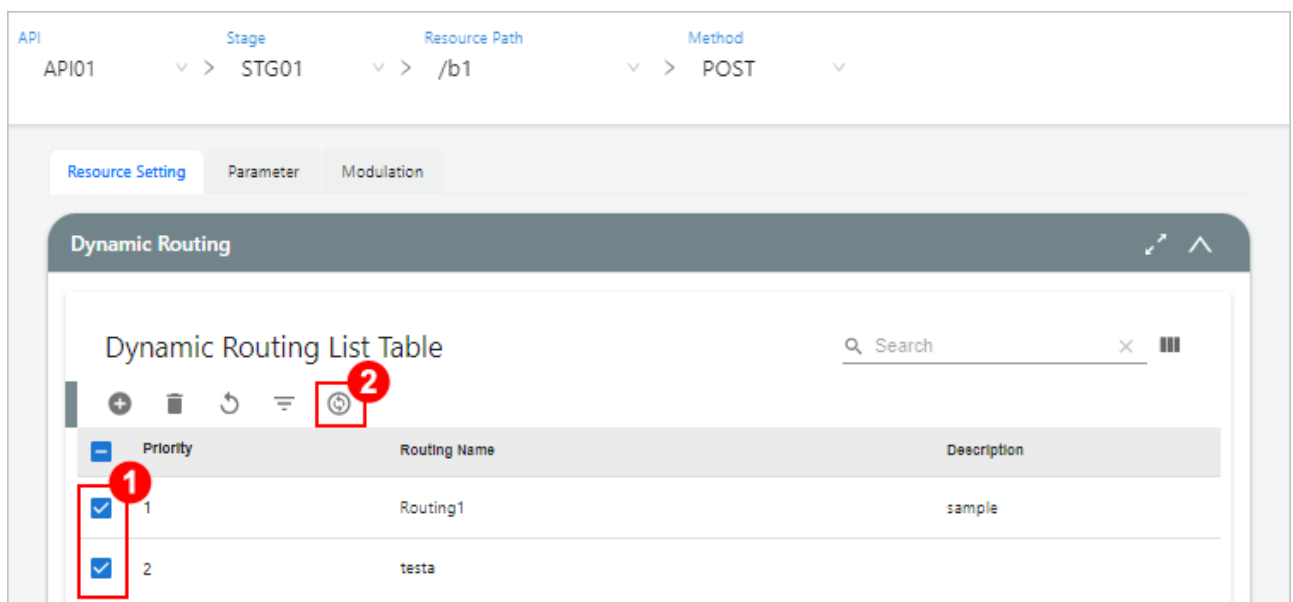 API Stage Resource Path Method
API01 > STG01 > /b1 > POST
Resource Setting Parameter Modulation
Dynamic Routing
Dynamic Routing List Table
Search
2
Priority Routing Name Description
1
1 Routing1 sample
2 testa